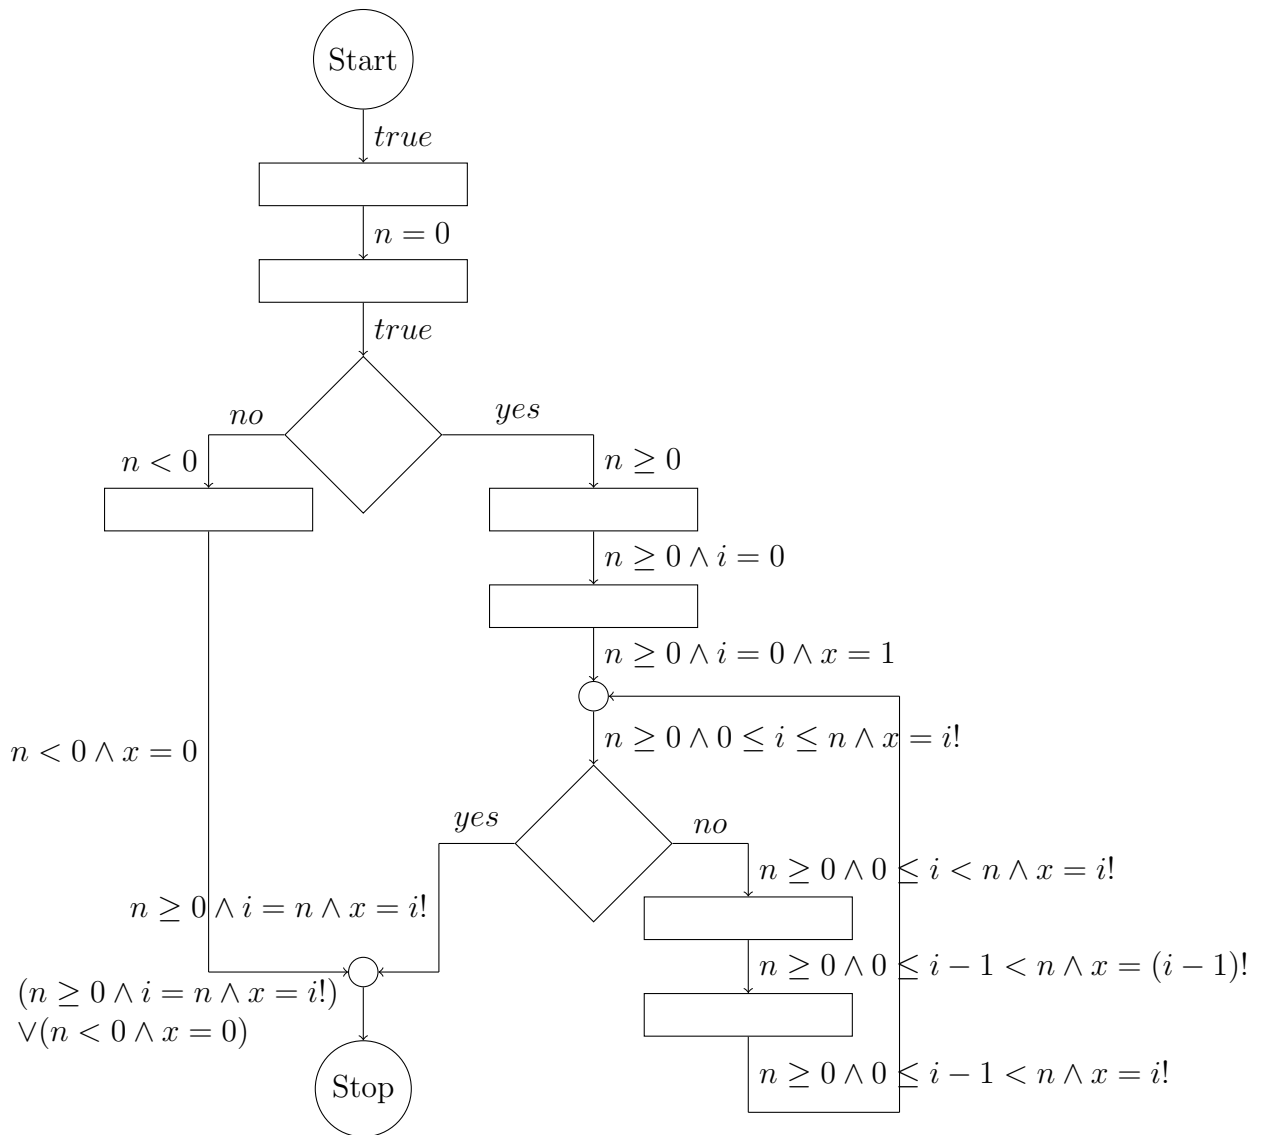 Start
true
n = 0
true
no
yes
n < 0
n ≥ 0
n ≥ 0 ∧ i = 0
n ≥ 0 ∧ i = 0 ∧ x = 1
n ≥ 0 ∧ 0 ≤ i ≤ n ∧ x = i!
n < 0 ∧ x = 0
yes
no
n ≥ 0 ∧ 0 ≤ i < n ∧ x = i!
n ≥ 0 ∧ i = n ∧ x = i!
n ≥ 0 ∧ 0 ≤ i − 1 < n ∧ x = (i − 1)!
(n ≥ 0 ∧ i = n ∧ x = i!)
∨(n < 0 ∧ x = 0)
n ≥ 0 ∧ 0 ≤ i − 1 < n ∧ x = i!
Stop